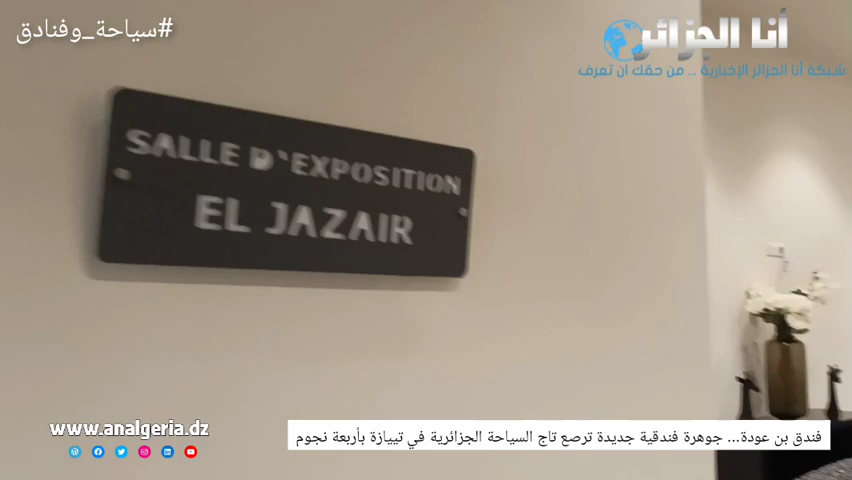 #سياحة_وفنادق
أنا الجزائر
شبكة أنا الجزائر الإخبارية ... من حقك ان تعرف
SALLE D'EXPOSITION
EL JAZAIR
www.analgeria.dz
فندق بن عودة... جوهرة فندقية جديدة ترصع تاج السياحة الجزائرية في تيبازة بأربعة نجوم